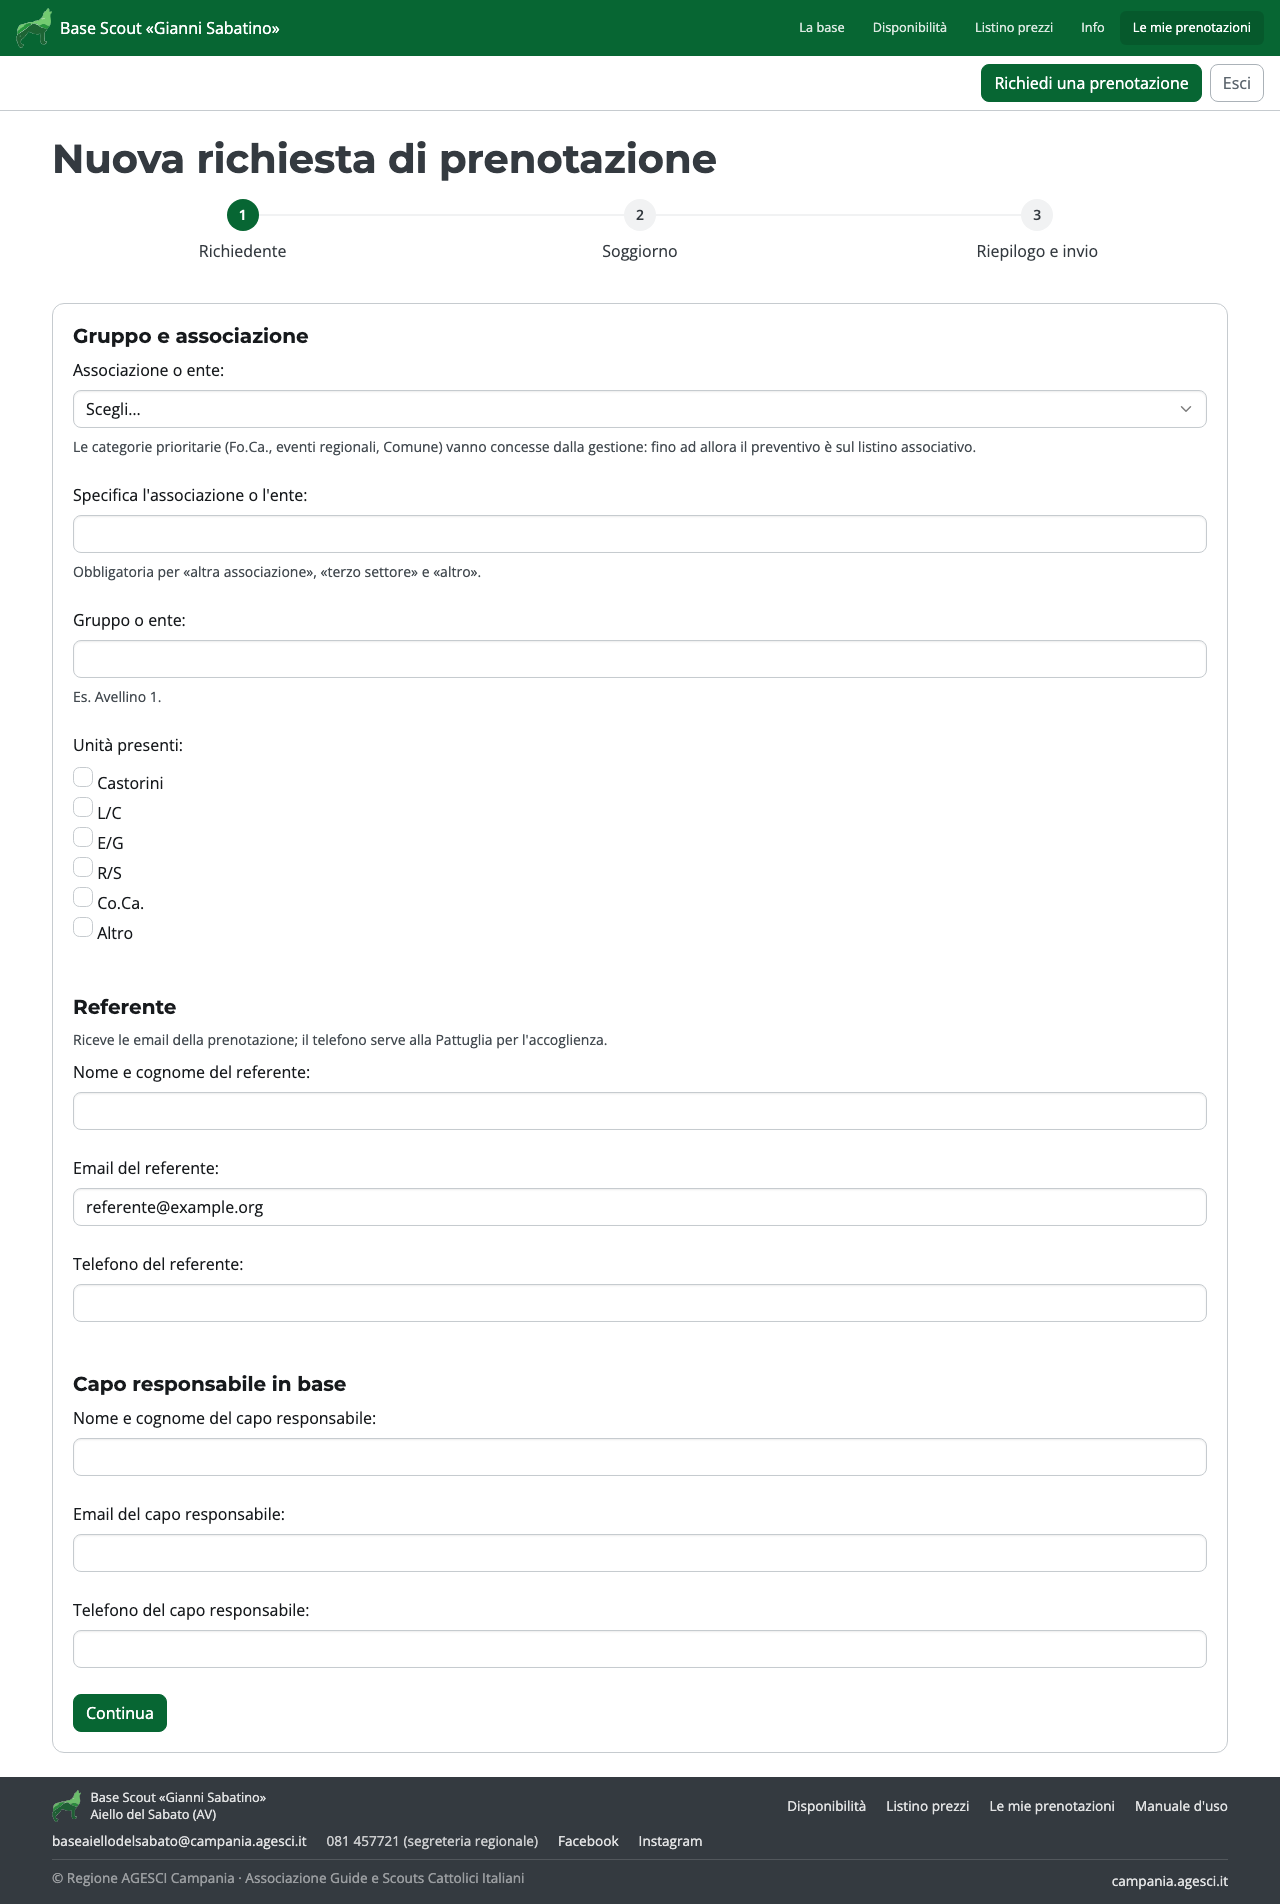 Base Scout «Gianni Sabatino»
La base
Disponibilità
Listino prezzi
Info
Le mie prenotazioni
Richiedi una prenotazione
Esci
Nuova richiesta di prenotazione
1
2
3
Richiedente
Soggiorno
Riepilogo e invio
Gruppo e associazione
Associazione o ente:
Scegli...
Le categorie prioritarie (Fo.Ca., eventi regionali, Comune) vanno concesse dalla gestione: fino ad allora il preventivo è sul listino associativo.
Specifica l'associazione o l'ente:
Obbligatoria per «altra associazione», «terzo settore» e «altro».
Gruppo o ente:
Es. Avellino 1.
Unità presenti:
Castorini
L/C
E/G
R/S
Co.Ca.
Altro
Referente
Riceve le email della prenotazione; il telefono serve alla Pattuglia per l'accoglienza.
Nome e cognome del referente:
Email del referente:
referente@example.org
Telefono del referente:
Capo responsabile in base
Nome e cognome del capo responsabile:
Email del capo responsabile:
Telefono del capo responsabile:
Continua
Base Scout «Gianni Sabatino»
Aiello del Sabato (AV)
Disponibilità
Listino prezzi
Le mie prenotazioni
Manuale d'uso
baseaiellodelsabato@campania.agesci.it
081 457721 (segreteria regionale)
Facebook
Instagram
© Regione AGESCI Campania · Associazione Guide e Scouts Cattolici Italiani
campania.agesci.it